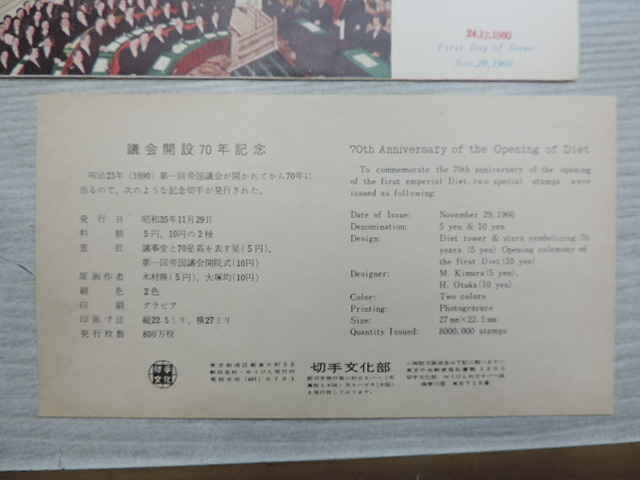 24.12.1960
First Day of Issue:
Nov.29,1960
議会開設70年記念
明治23年(1890)第一回帝国議会が開かれてから70年に
当るので、次のような記念切手が発行された。
発行日 昭和35年11月29日
料額 5円、10円の2種
意匠 議事堂と70星霜を表す星(5円)、
第一回帝国議会開院式(10円)
原画作者 木村勝(5円)、大塚均(10円)
刷色 2色
印刷 グラビア
印面寸法 縦22.5ミリ、横27ミリ
発行枚数 800万枚
70th Anniversary of the Opening of Diet
To commemorate the 70th anniversary of the opening
of the first emperial Diet, two special stamps were
issued as following:
Date of Issue: November 29, 1960
Denomination: 5 yen & 10 yen
Design: Diet tower & stars symbolizing 70
years (5 yen) Opening celemony of
the first Diet (10 yen)
Designer: M. Kimura (5 yen),
H. Otuka (10 yen)
Color: Two colors
Printing: Photogravure
Size: 27mm×22.5mm
Quantity Issued: 8000.000 stamps
切手
文化
切手文化部